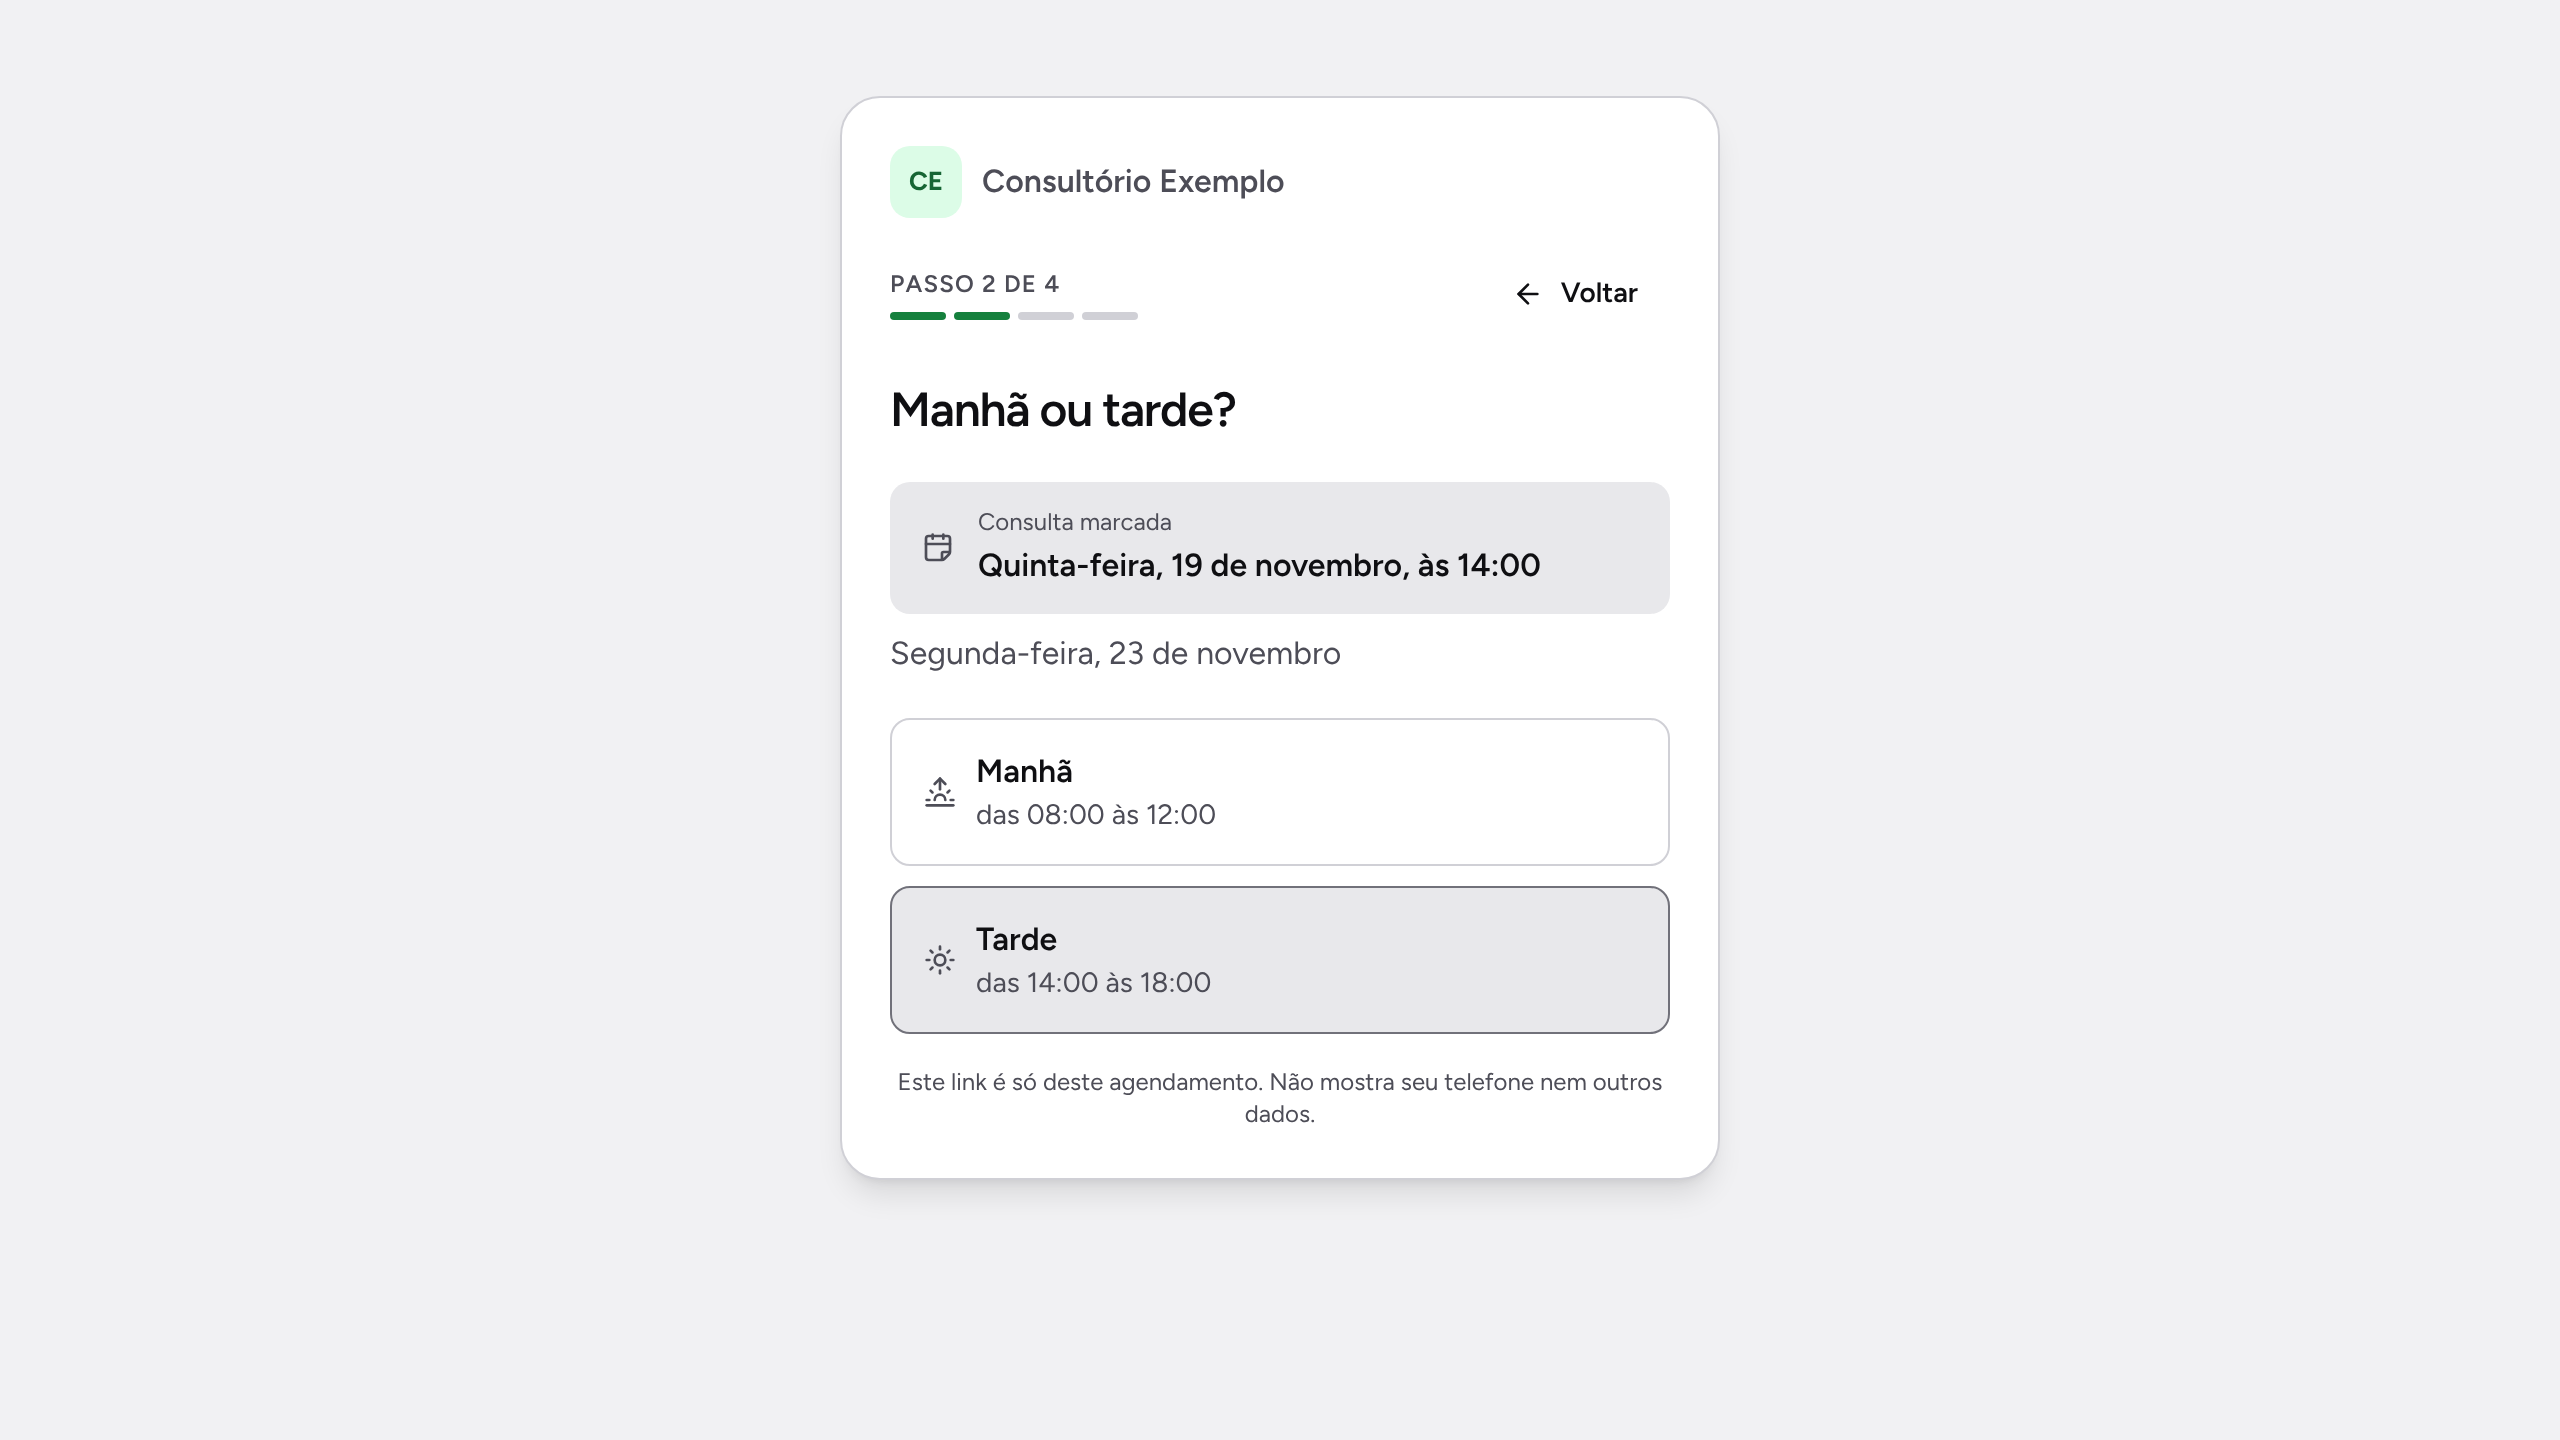 CE
Consultório Exemplo
PASSO 2 DE 4
Voltar
Manhã ou tarde?
Consulta marcada
Quinta-feira, 19 de novembro, às 14:00
Segunda-feira, 23 de novembro
Manhã
das 08:00 às 12:00
Tarde
das 14:00 às 18:00
Este link é só deste agendamento. Não mostra seu telefone nem outros
dados.